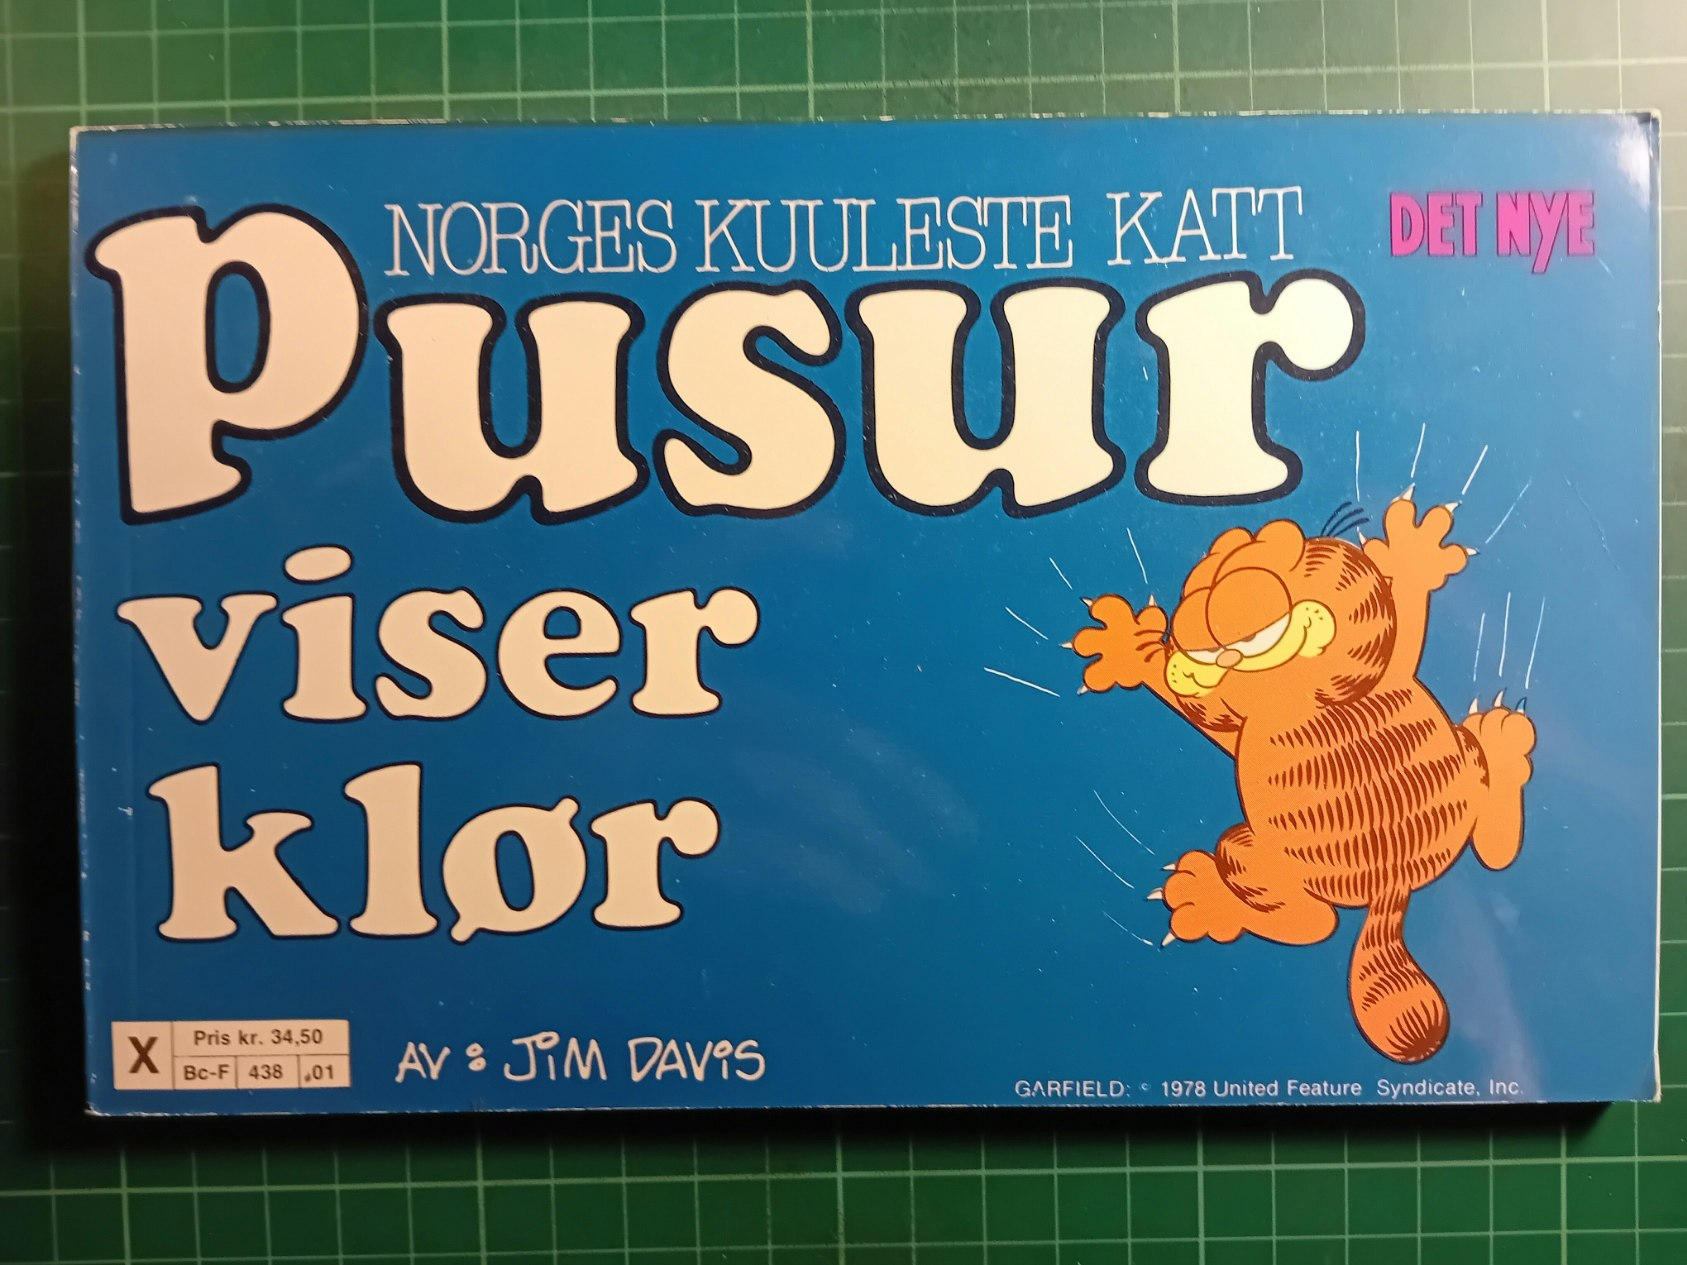 NORGES KUULESTE KATT
DET NYE
Pusur
viser
klør
X
Pris kr. 34,50
Bc-F 438 .01
AV: JIM DAVIS
GARFIELD: © 1978 United Feature Syndicate, Inc.